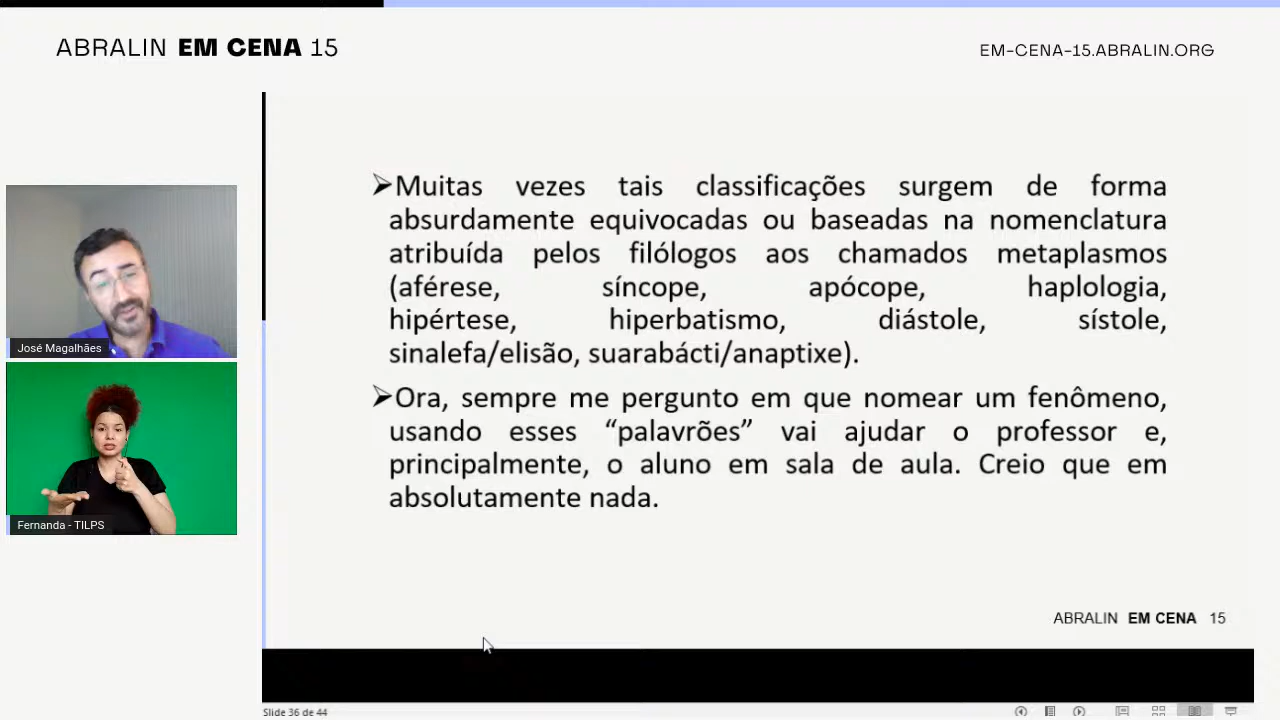 ABRALIN EM CENA 15
EM-CENA-15.ABRALIN.ORG
➢Muitas vezes tais classificações surgem de forma
absurdamente equivocadas ou baseadas na nomenclatura
atribuída pelos filólogos aos chamados metaplasmos
(aférese, síncope, apócope, haplologia,
hipértese, hiperbatismo, diástole, sístole,
sinalefa/elisão, suarabácti/anaptixe).
➢Ora, sempre me pergunto em que nomear um fenômeno,
usando esses “palavrões” vai ajudar o professor e,
principalmente, o aluno em sala de aula. Creio que em
absolutamente nada.
José Magalhães
Fernanda - TILPS
ABRALIN EM CENA 15
Slide 36 de 44